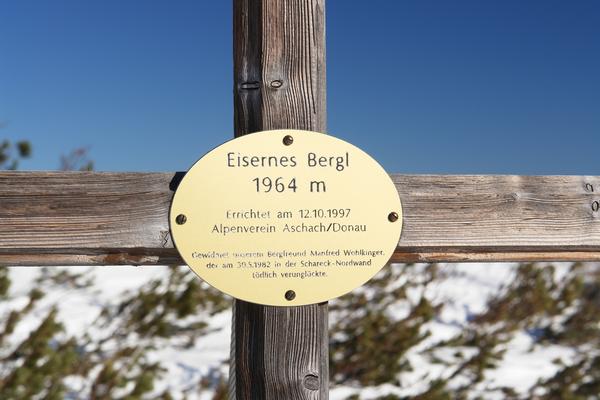 Eisernes Bergl
1964 m
Errichtet am 12.10.1997
Alpenverein Aschach/Donau
Gewidmet unserem Bergfreund Manfred Wohlkinger,
der am 30.5.1982 in der Schareck-Nordwand
tödlich verunglückte.